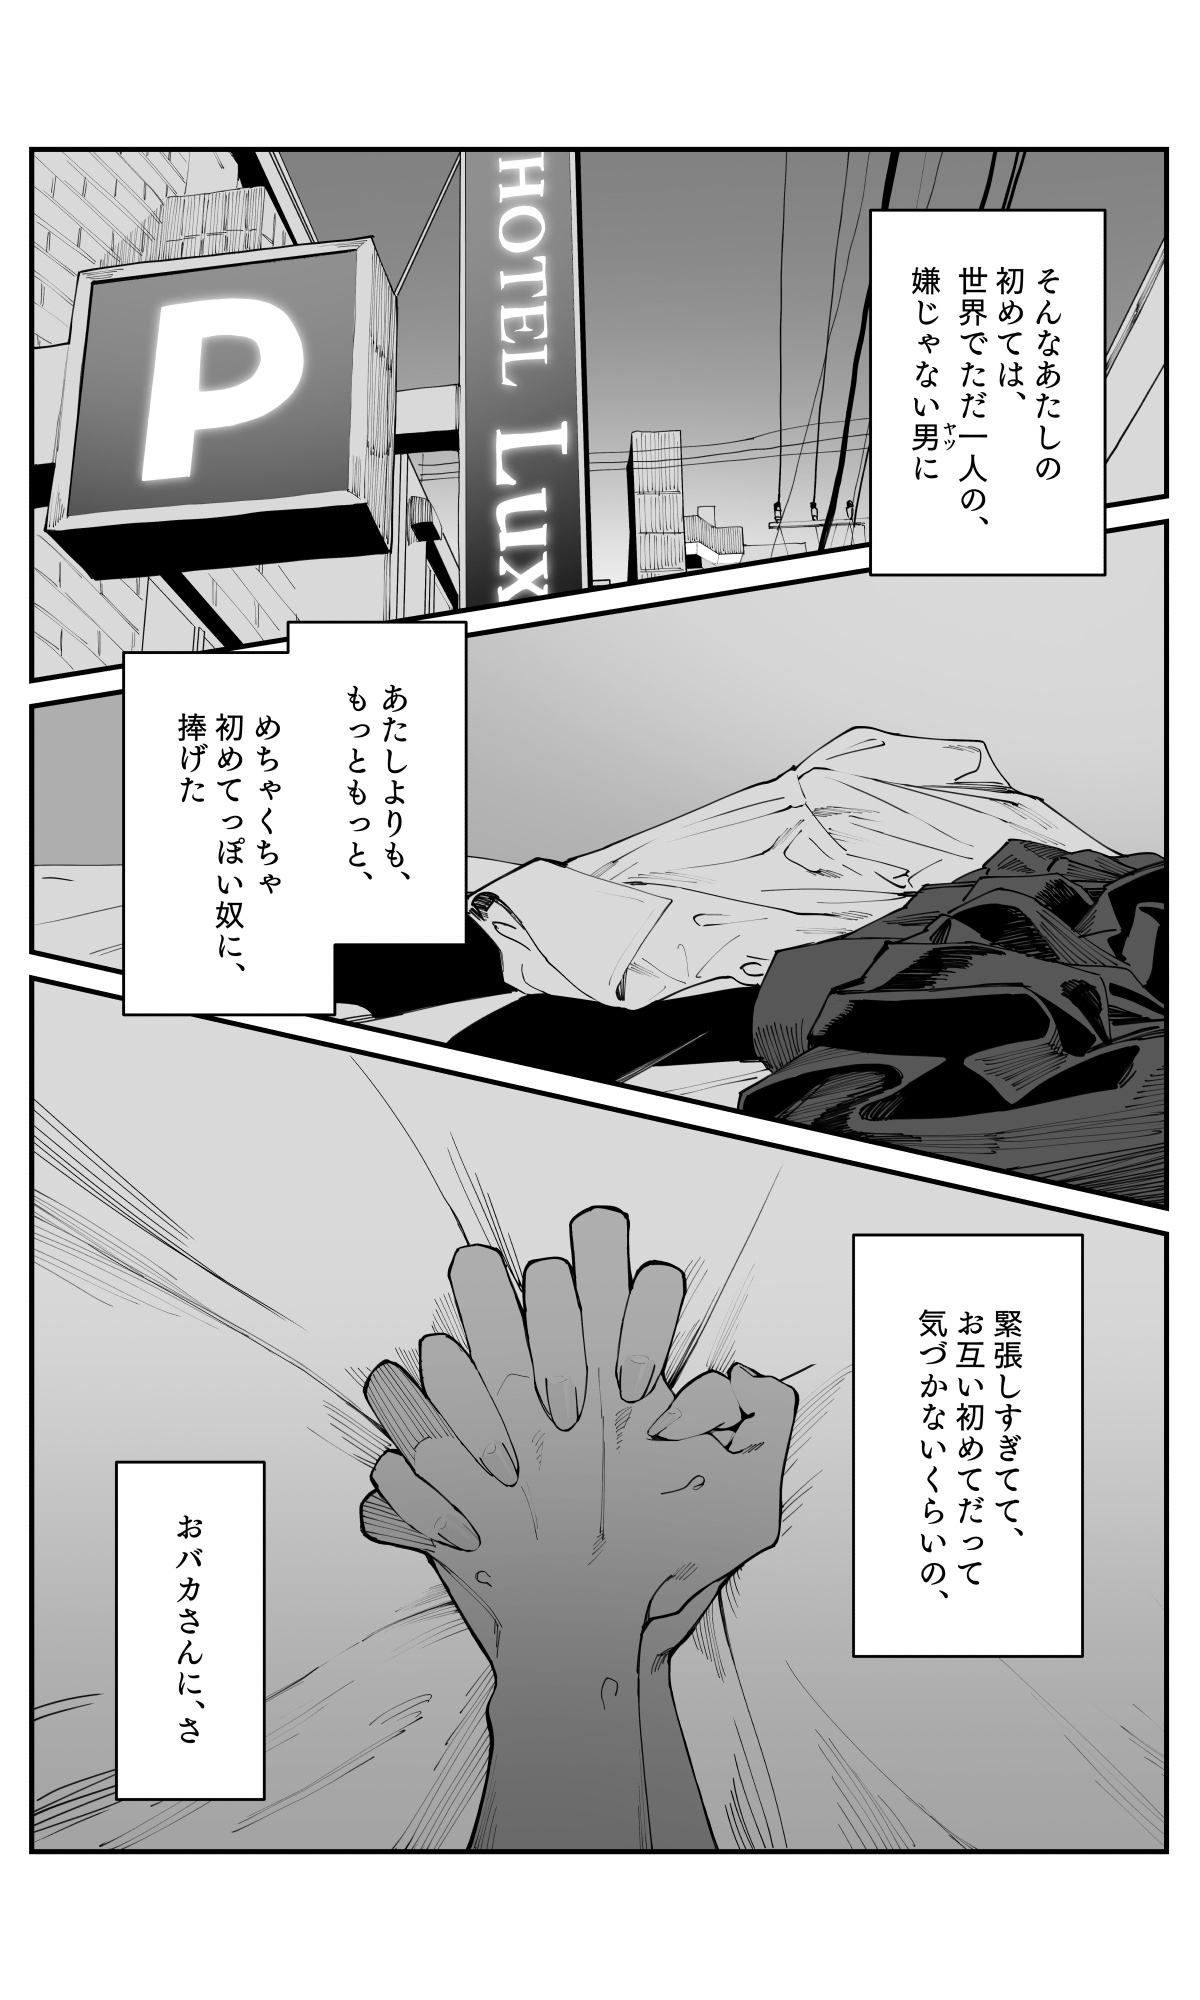 そんなあたしの
初めては、
世界でただ一人の、
嫌じゃない男に
ヤツ
HOTEL Lux
P
あたしよりも、
もっともっと、
めちゃくちゃ
初めてっぽい奴に、
捧げた
緊張しすぎてて、
お互い初めてだって
気づかないくらいの、
おバカさんに、さ